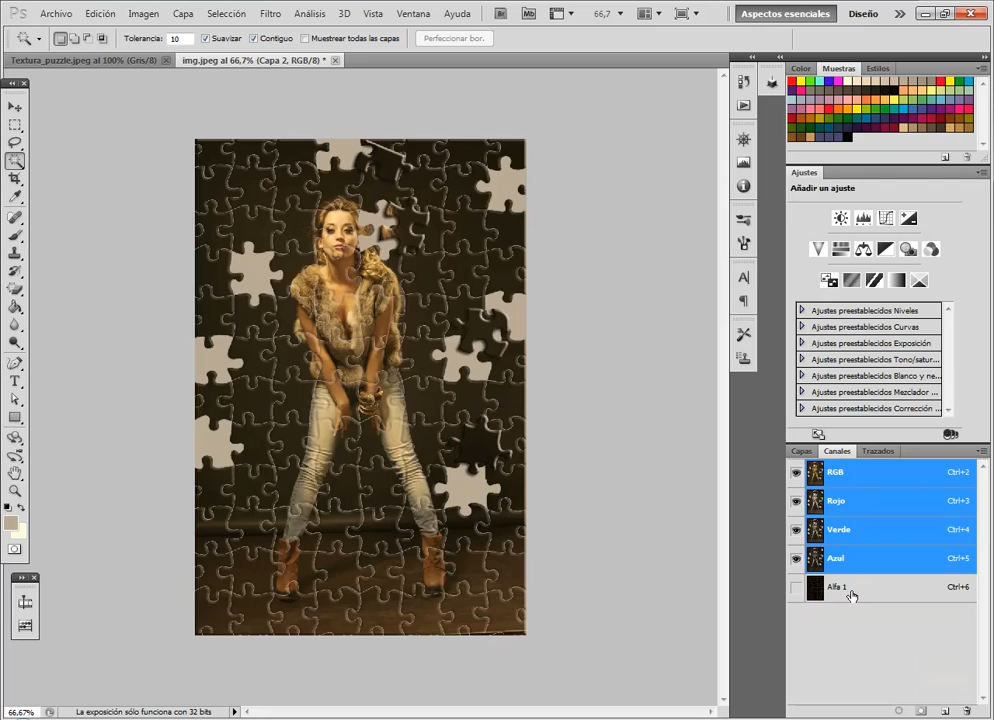 Ps Archivo Edición Imagen Capa Selección Filtro Análisis 3D Vista Ventana Ayuda Br Mb 66,7 Aspectos esenciales Diseño
Tolerancia: 10 Suavizar Contiguo Muestrear todas las capas Perfeccionar bor.
Textura_puzzle.jpeg al 100% (Gris/8) img.jpeg al 66,7% (Capa 2, RGB/8) *
Color Muestras Estilos
Ajustes
Añadir un ajuste
Ajustes preestablecidos Niveles
Ajustes preestablecidos Curvas
Ajustes preestablecidos Exposición
Ajustes preestablecidos Tono/satur...
Ajustes preestablecidos Blanco y ne...
Ajustes preestablecidos Mezclador ...
Ajustes preestablecidos Corrección ...
Capas Canales Trazados
RGB Ctrl+2
Rojo Ctrl+3
Verde Ctrl+4
Azul Ctrl+5
Alfa 1 Ctrl+6
66,67% La exposición sólo funciona con 32 bits